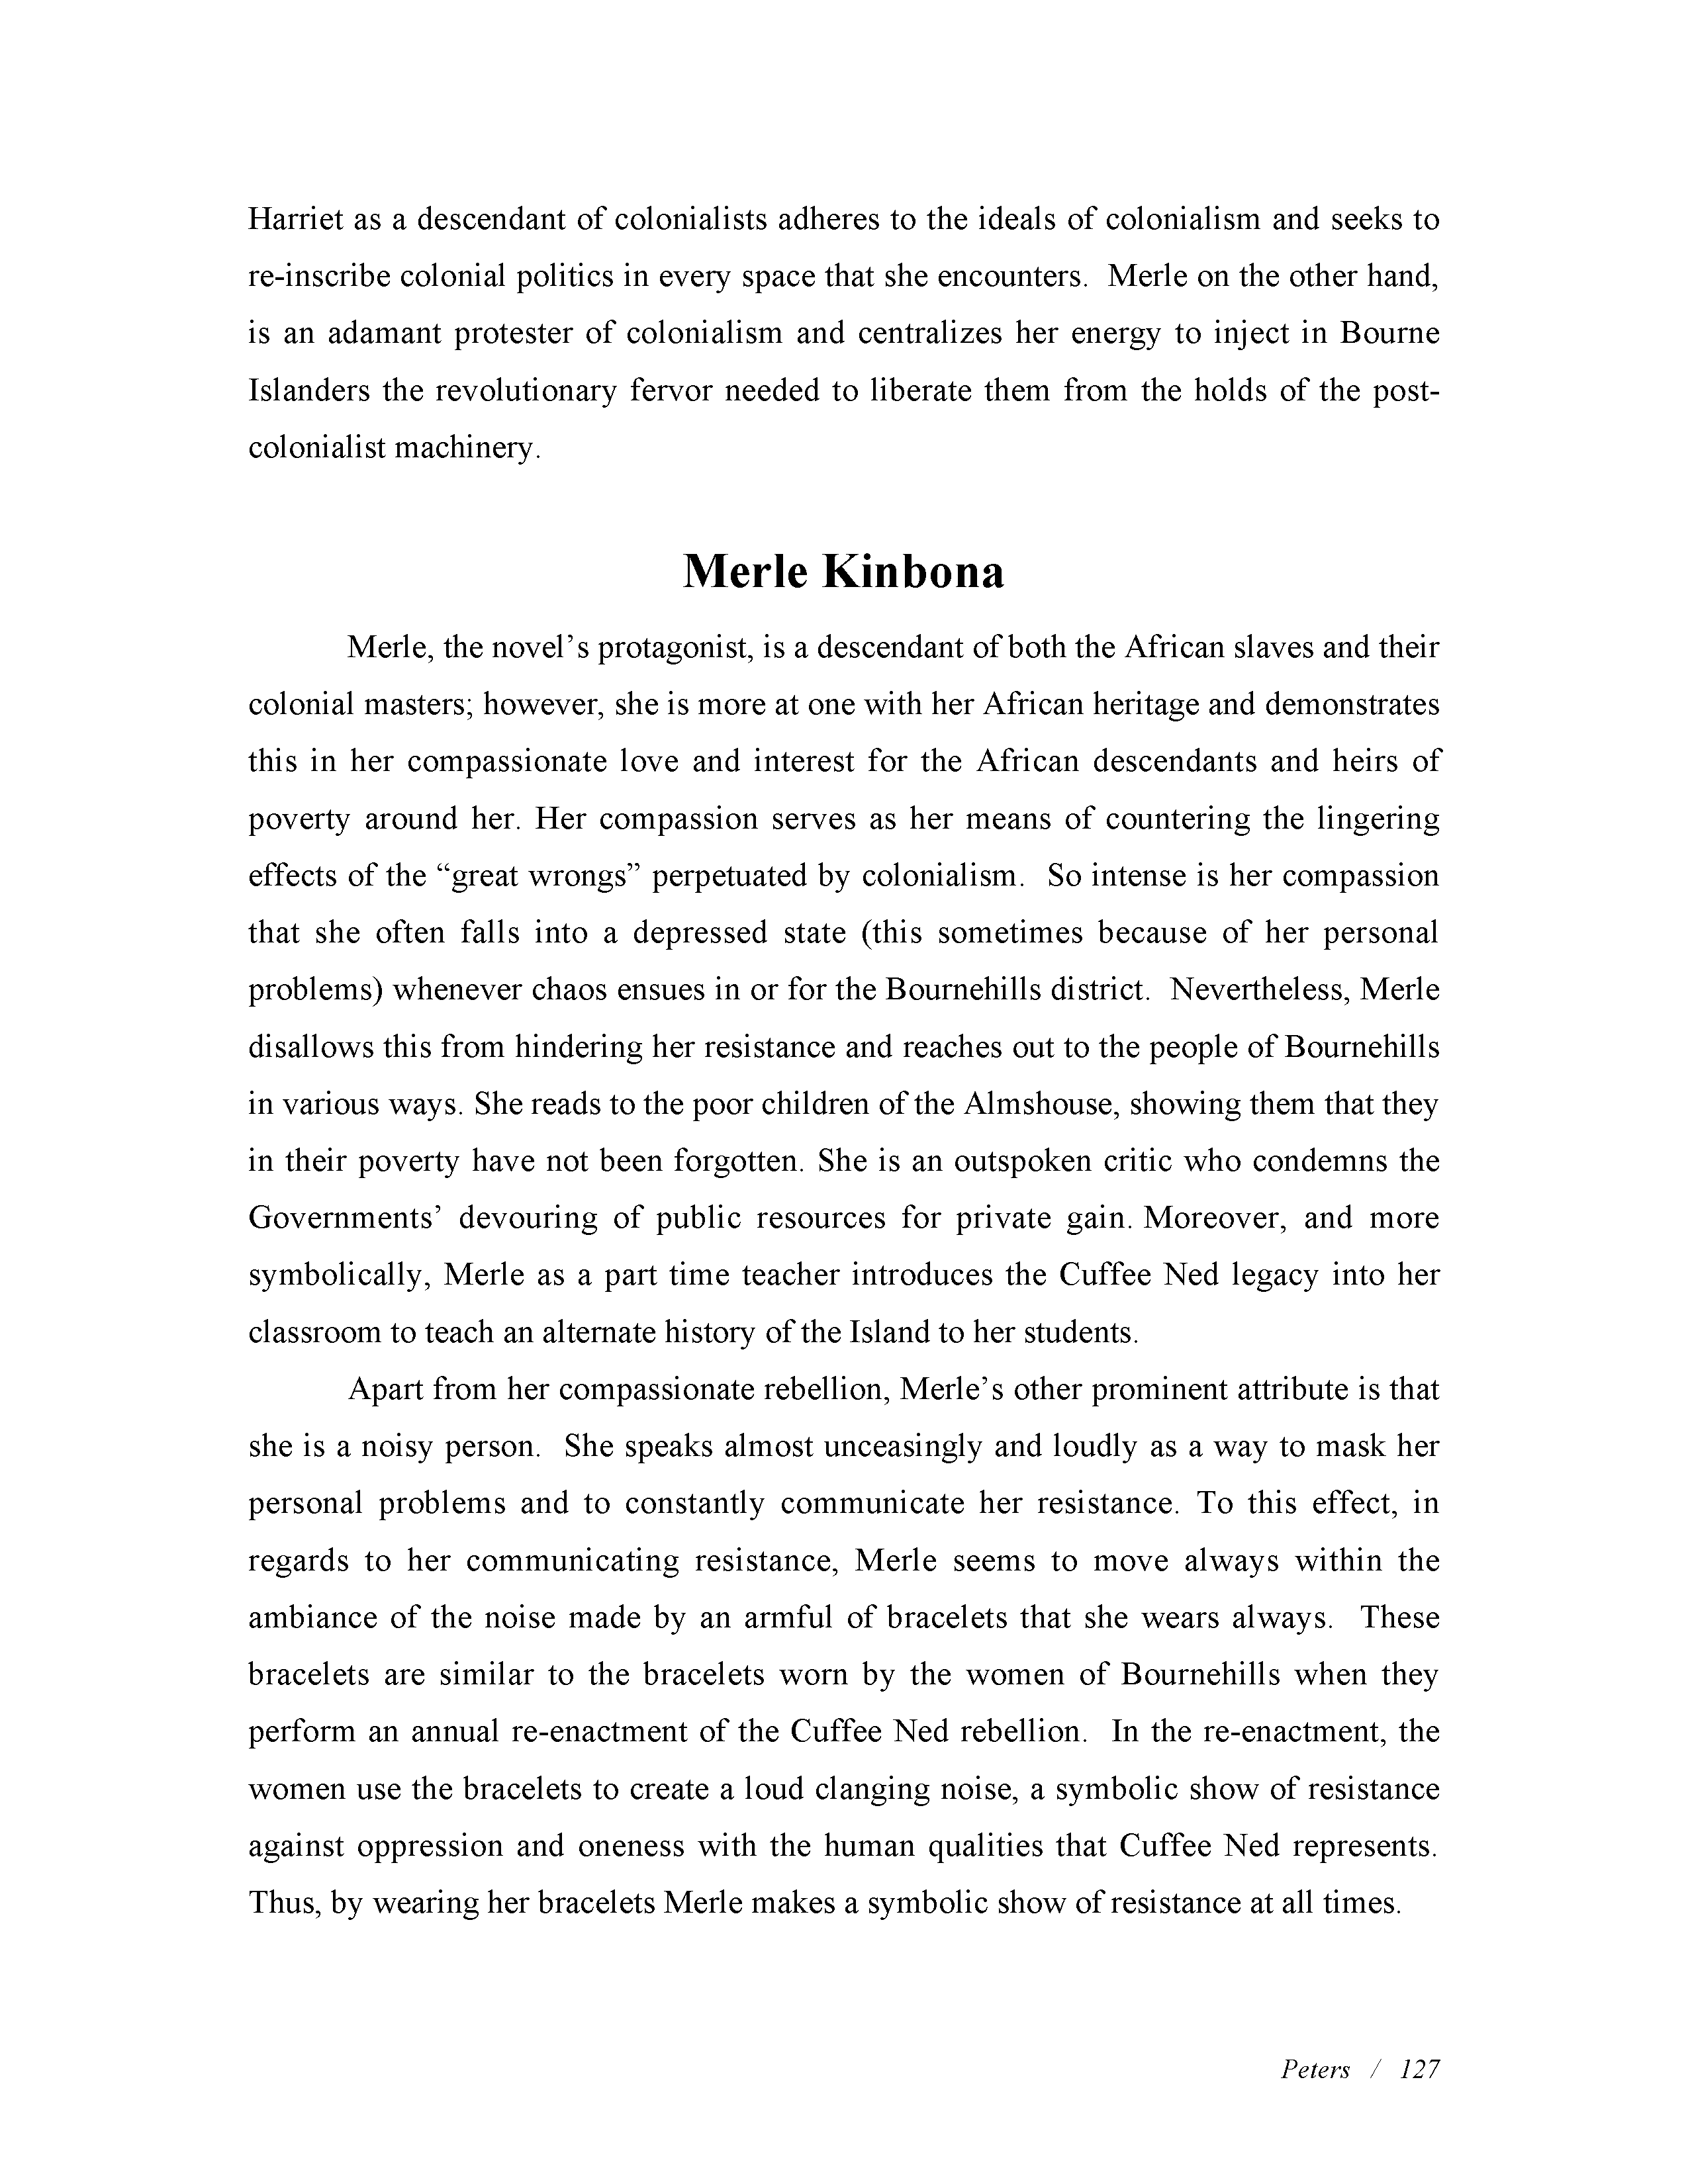 Harriet as a descendant of colonialists adheres to the ideals of colonialism and seeks to
re-inscribe colonial politics in every space that she encounters.  Merle on the other hand,
is an adamant protester of colonialism and centralizes her energy to inject in Bourne
Islanders the revolutionary fervor needed to liberate them from the holds of the post-
colonialist machinery.
Merle Kinbona
Merle, the novel’s protagonist, is a descendant of both the African slaves and their
colonial masters; however, she is more at one with her African heritage and demonstrates
this in her compassionate love and interest for the African descendants and heirs of
poverty around her. Her compassion serves as her means of countering the lingering
effects of the “great wrongs” perpetuated by colonialism.  So intense is her compassion
that she often falls into a depressed state (this sometimes because of her personal
problems) whenever chaos ensues in or for the Bournehills district.  Nevertheless, Merle
disallows this from hindering her resistance and reaches out to the people of Bournehills
in various ways. She reads to the poor children of the Almshouse, showing them that they
in their poverty have not been forgotten. She is an outspoken critic who condemns the
Governments’ devouring of public resources for private gain. Moreover, and more
symbolically, Merle as a part time teacher introduces the Cuffee Ned legacy into her
classroom to teach an alternate history of the Island to her students.
Apart from her compassionate rebellion, Merle’s other prominent attribute is that
she is a noisy person.  She speaks almost unceasingly and loudly as a way to mask her
personal problems and to constantly communicate her resistance. To this effect, in
regards to her communicating resistance, Merle seems to move always within the
ambiance of the noise made by an armful of bracelets that she wears always.  These
bracelets are similar to the bracelets worn by the women of Bournehills when they
perform an annual re-enactment of the Cuffee Ned rebellion.  In the re-enactment, the
women use the bracelets to create a loud clanging noise, a symbolic show of resistance
against oppression and oneness with the human qualities that Cuffee Ned represents.
Thus, by wearing her bracelets Merle makes a symbolic show of resistance at all times.
Peters / 127